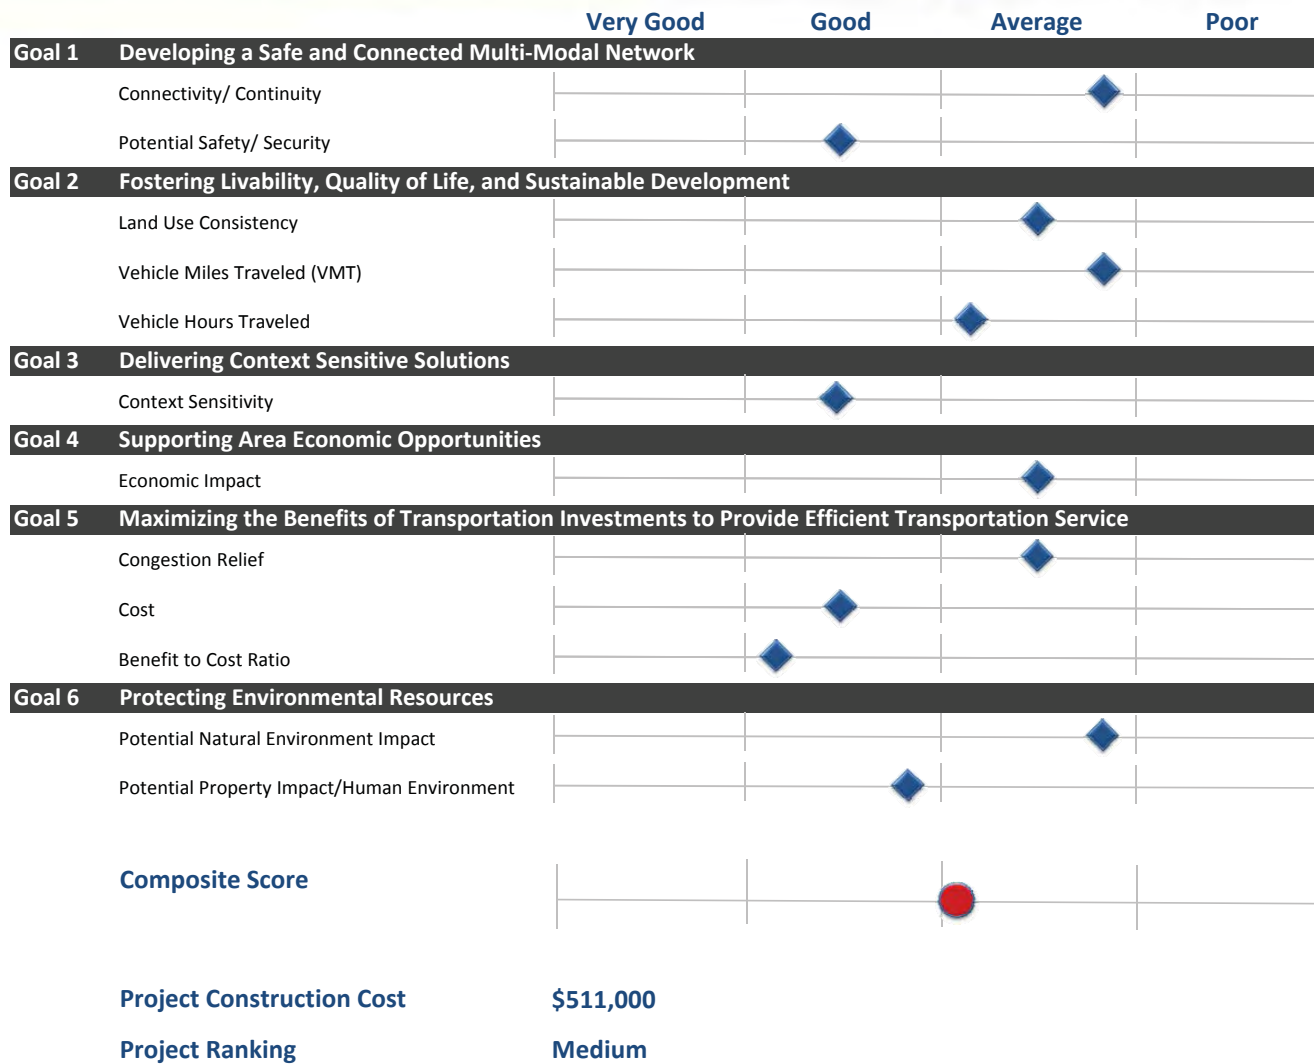 Very Good Good Average Poor
Goal 1 Developing a Safe and Connected Multi-Modal Network
Connectivity/ Continuity
Potential Safety/ Security
Goal 2 Fostering Livability, Quality of Life, and Sustainable Development
Land Use Consistency
Vehicle Miles Traveled (VMT)
Vehicle Hours Traveled
Goal 3 Delivering Context Sensitive Solutions
Context Sensitivity
Goal 4 Supporting Area Economic Opportunities
Economic Impact
Goal 5 Maximizing the Benefits of Transportation Investments to Provide Efficient Transportation Service
Congestion Relief
Cost
Benefit to Cost Ratio
Goal 6 Protecting Environmental Resources
Potential Natural Environment Impact
Potential Property Impact/Human Environment
Composite Score
Project Construction Cost $511,000
Project Ranking Medium